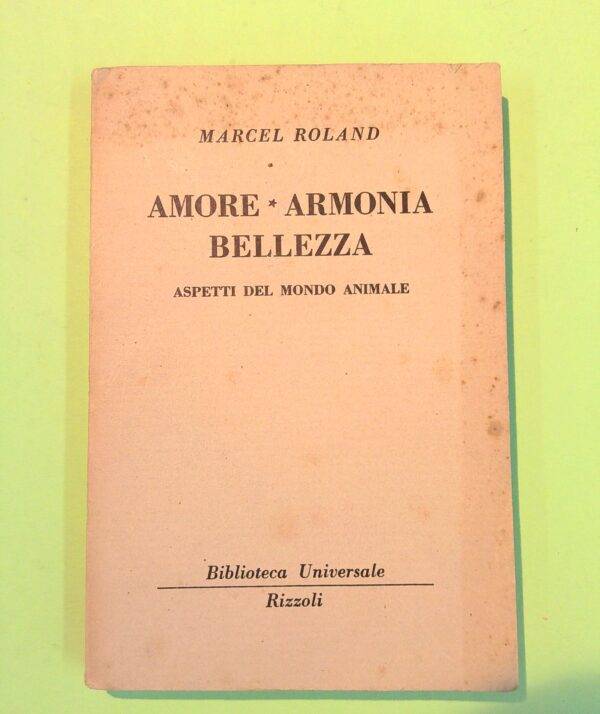 MARCEL ROLAND
AMORE * ARMONIA
BELLEZZA
ASPETTI DEL MONDO ANIMALE
Biblioteca Universale
Rizzoli